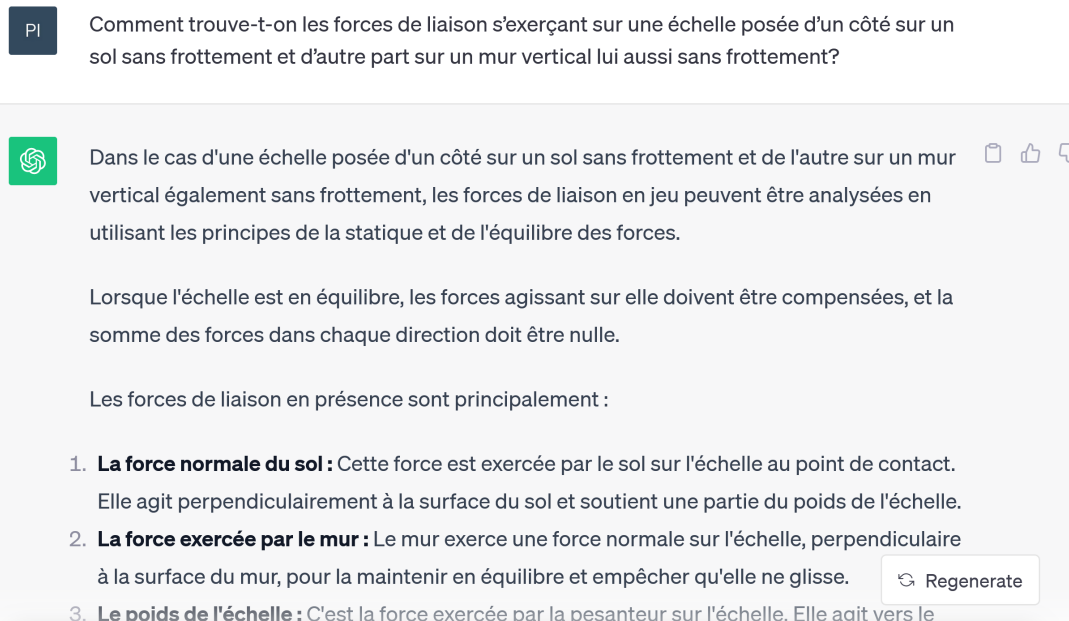 PI
Comment trouve-t-on les forces de liaison s’exerçant sur une échelle posée d’un côté sur un
sol sans frottement et d’autre part sur un mur vertical lui aussi sans frottement?
Dans le cas d'une échelle posée d'un côté sur un sol sans frottement et de l'autre sur un mur
vertical également sans frottement, les forces de liaison en jeu peuvent être analysées en
utilisant les principes de la statique et de l'équilibre des forces.
Lorsque l'échelle est en équilibre, les forces agissant sur elle doivent être compensées, et la
somme des forces dans chaque direction doit être nulle.
Les forces de liaison en présence sont principalement :
1. La force normale du sol : Cette force est exercée par le sol sur l'échelle au point de contact.
Elle agit perpendiculairement à la surface du sol et soutient une partie du poids de l'échelle.
2. La force exercée par le mur : Le mur exerce une force normale sur l'échelle, perpendiculaire
à la surface du mur, pour la maintenir en équilibre et empêcher qu'elle ne glisse.
Regenerate
3. Le poids de l'échelle : C'est la force exercée par la pesanteur sur l'échelle. Elle agit vers le